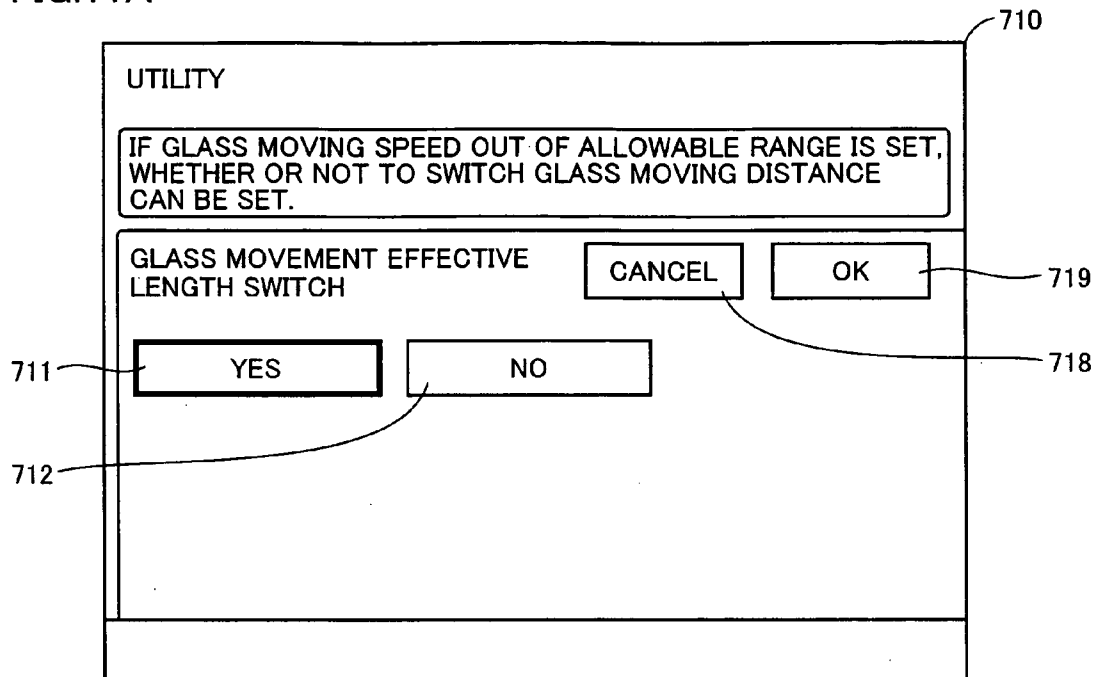 710
UTILITY
IF GLASS MOVING SPEED OUT OF ALLOWABLE RANGE IS SET,
WHETHER OR NOT TO SWITCH GLASS MOVING DISTANCE
CAN BE SET.
GLASS MOVEMENT EFFECTIVE
LENGTH SWITCH
CANCEL
OK
719
718
711
YES
NO
712